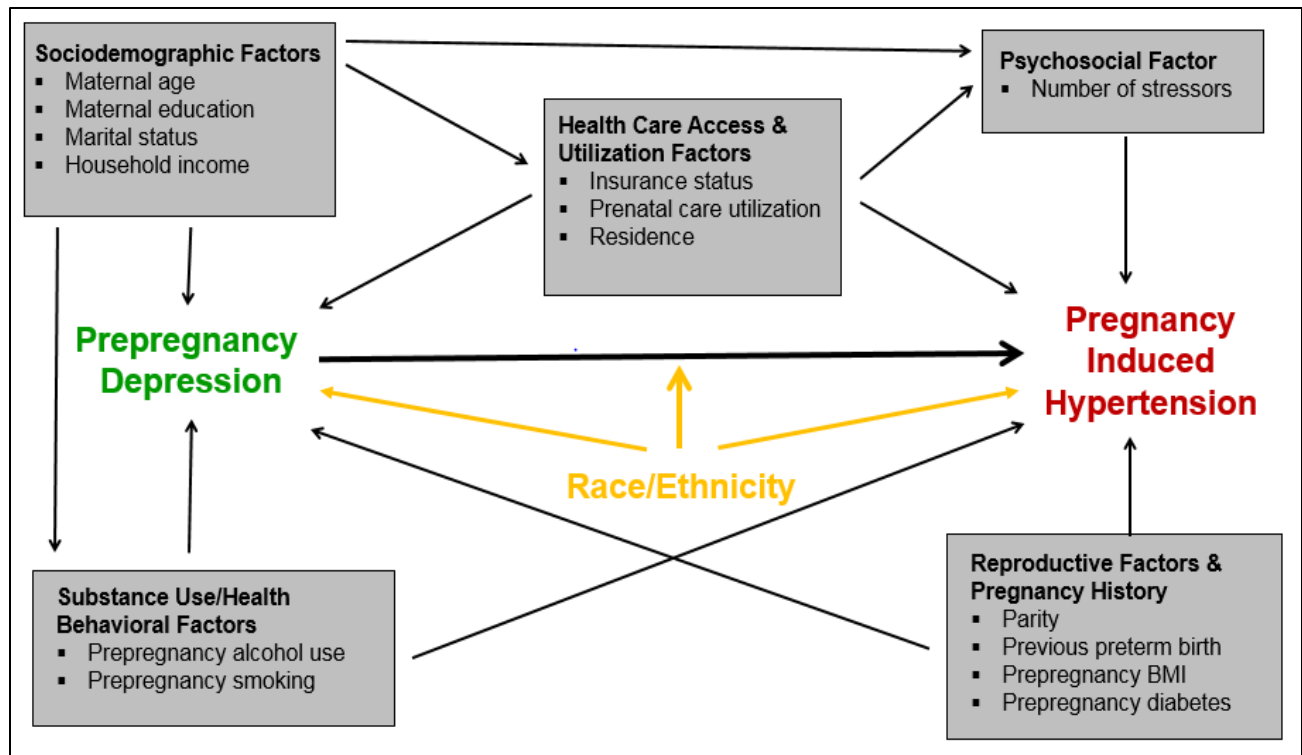 Sociodemographic Factors
▪ Maternal age
▪ Maternal education
▪ Marital status
▪ Household income
Health Care Access &
Utilization Factors
▪ Insurance status
▪ Prenatal care utilization
▪ Residence
Psychosocial Factor
▪ Number of stressors
Prepregnancy
Depression
Pregnancy
Induced
Hypertension
Race/Ethnicity
Substance Use/Health
Behavioral Factors
▪ Prepregnancy alcohol use
▪ Prepregnancy smoking
Reproductive Factors &
Pregnancy History
▪ Parity
▪ Previous preterm birth
▪ Prepregnancy BMI
▪ Prepregnancy diabetes